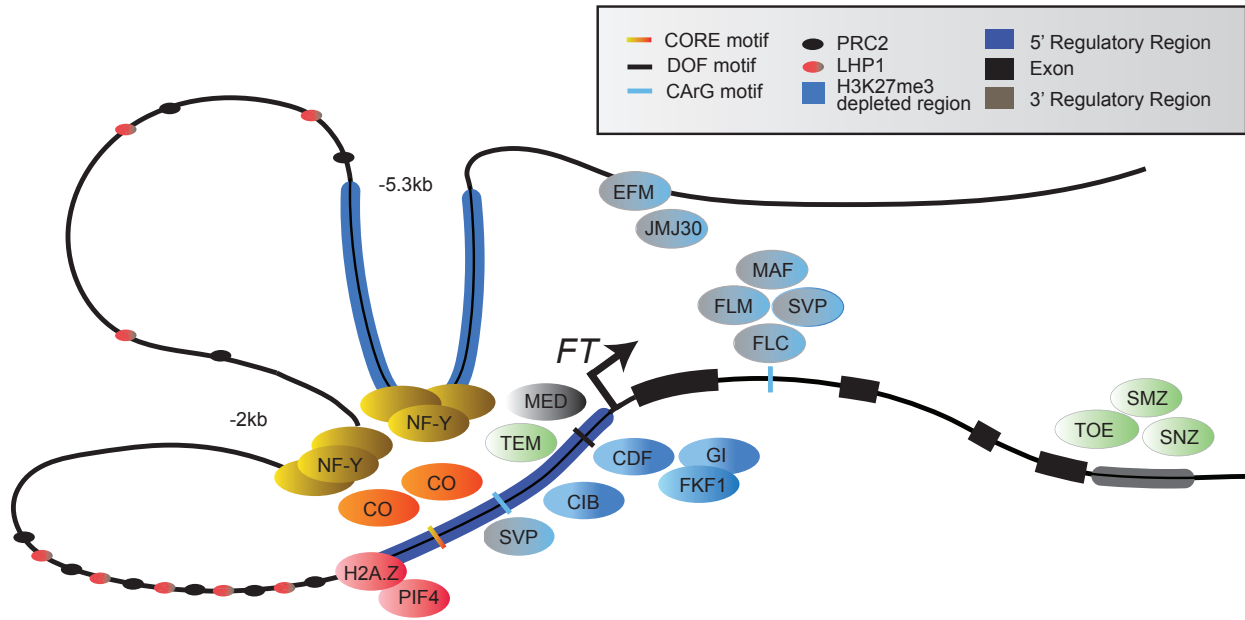 CORE motif
DOF motif
CArG motif
PRC2
LHP1
H3K27me3
depleted region
5' Regulatory Region
Exon
3' Regulatory Region
-5.3kb
EFM
JMJ30
MAF
FLM
SVP
FLC
FT
-2kb
NF-Y
MED
NF-Y
TEM
CO
CO
CDF
GI
FKF1
CIB
SVP
H2A.Z
PIF4
SMZ
TOE
SNZ